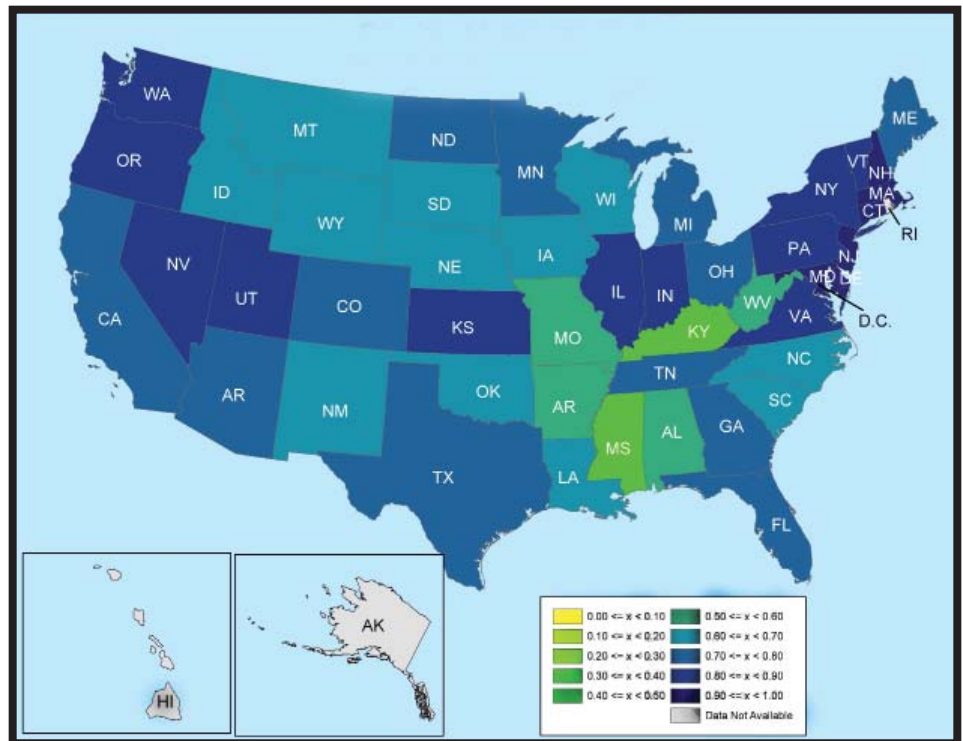 WA
MT
ND
MN
ME
OR
ID
SD
WI
VT
NH
NY
MA
CT
RI
WY
MI
IA
NE
PA
NJ
NV
UT
OH
MD
DE
IL
IN
CO
WV
VA
D.C.
CA
KS
KY
MO
NC
TN
OK
AR
NM
AR
SC
MS
AL
GA
TX
LA
FL
AK
HI
0.00 <= x < 0.10
0.10 <= x < 0.20
0.20 <= x < 0.30
0.30 <= x < 0.40
0.40 <= x < 0.50
0.50 <= x < 0.60
0.60 <= x < 0.70
0.70 <= x < 0.80
0.80 <= x < 0.90
0.90 <= x < 1.00
Data Not Available